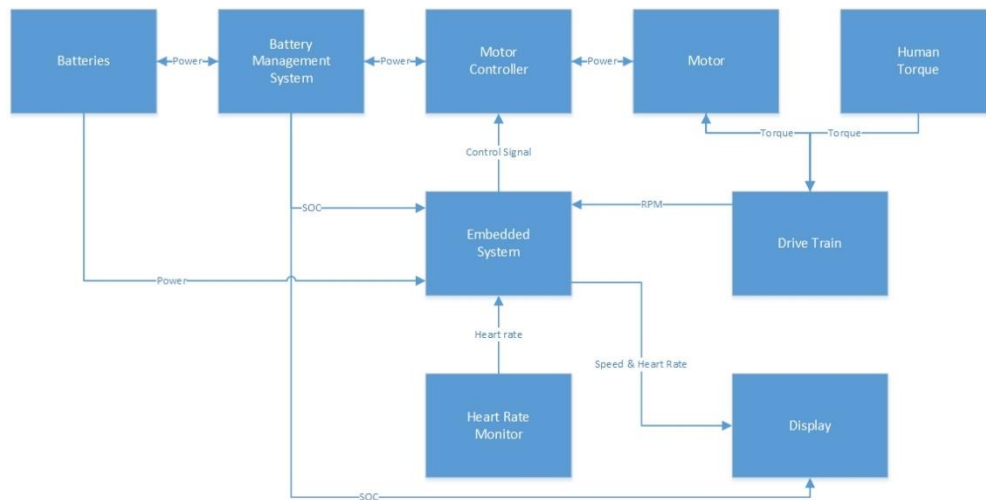 Batteries
Power
Battery
Management
System
Power
Motor
Controller
Power
Motor
Human
Torque
Torque
Torque
Control Signal
SOC
Embedded
System
RPM
Drive Train
Power
Heart rate
Speed & Heart Rate
Heart Rate
Monitor
Display
SOC